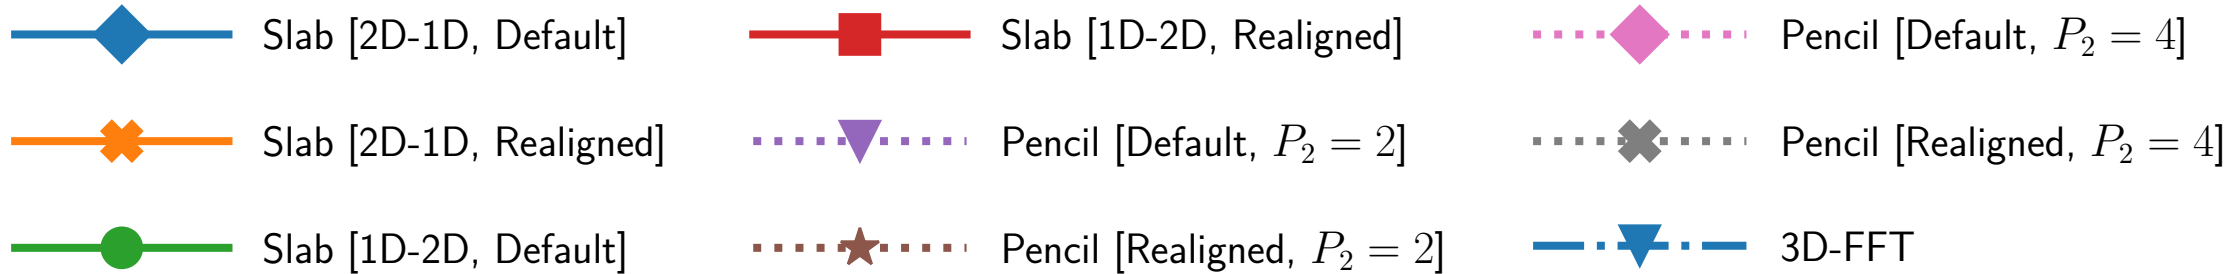 Slab [2D-1D, Default]
Slab [2D-1D, Realigned]
Slab [1D-2D, Default]
Slab [1D-2D, Realigned]
Pencil [Default, P₂ = 2]
Pencil [Realigned, P₂ = 2]
Pencil [Default, P₂ = 4]
Pencil [Realigned, P₂ = 4]
3D-FFT